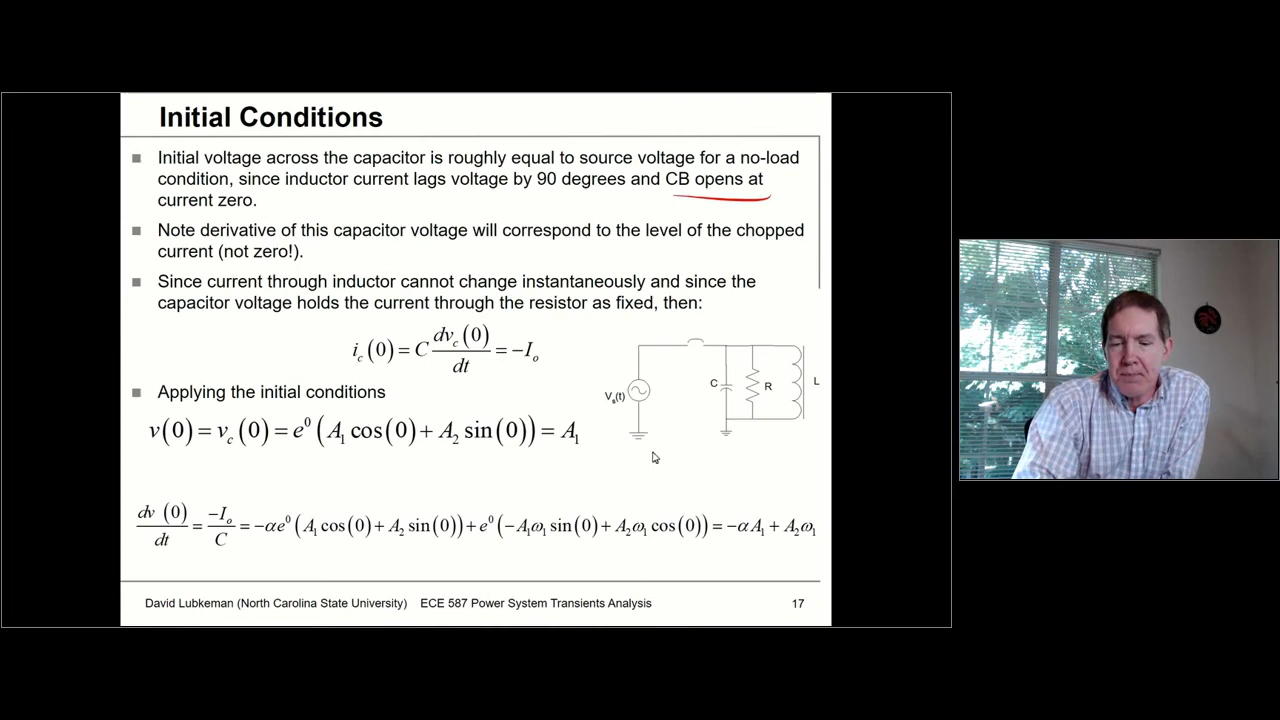 Initial Conditions
Initial voltage across the capacitor is roughly equal to source voltage for a no-load
condition, since inductor current lags voltage by 90 degrees and CB opens at
current zero.
Note derivative of this capacitor voltage will correspond to the level of the chopped
current (not zero!).
Since current through inductor cannot change instantaneously and since the
capacitor voltage holds the current through the resistor as fixed, then:
i_c(0) = C dv_c(0)/dt = -I_o
Vs(t)
C
R
L
Applying the initial conditions
v(0) = v_c(0) = e^0 (A_1 cos(0) + A_2 sin(0)) = A_1
dv(0)/dt = -I_o/C = -αe^0 (A_1 cos(0) + A_2 sin(0)) + e^0 (-A_1ω_1 sin(0) + A_2ω_1 cos(0)) = -αA_1 + A_2ω_1
David Lubkeman (North Carolina State University) ECE 587 Power System Transients Analysis 17